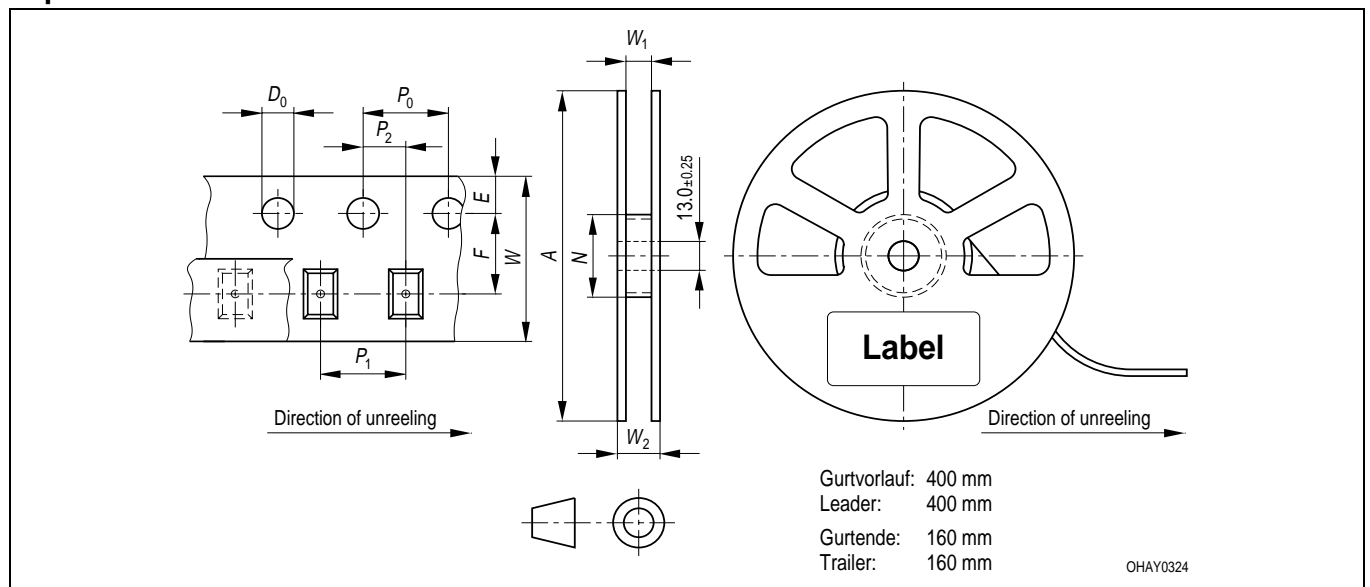 W₁
D₀
P₀
P₂
E
F
W
A
N
13.0±0.25
P₁
Label
Direction of unreeling
W₂
Direction of unreeling
Gurtvorlauf: 400 mm
Leader: 400 mm
Gurtende: 160 mm
Trailer: 160 mm
OHAY0324